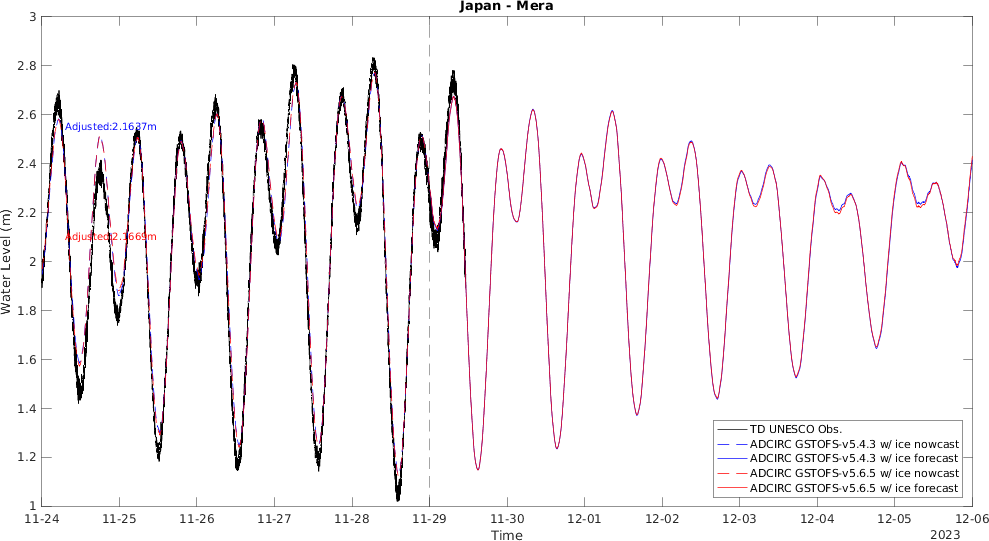 Japan - Mera
3
2.8
2.6
2.4
2.2
2
1.8
1.6
1.4
1.2
1
Water Level (m)
Adjusted:2.1637m
Adjusted:2.1669m
TD UNESCO Obs.
ADCIRC GSTOFS-v5.4.3 w/ ice nowcast
ADCIRC GSTOFS-v5.4.3 w/ ice forecast
ADCIRC GSTOFS-v5.6.5 w/ ice nowcast
ADCIRC GSTOFS-v5.6.5 w/ ice forecast
11-24 11-25 11-26 11-27 11-28 11-29 11-30 12-01 12-02 12-03 12-04 12-05 12-06
Time
2023